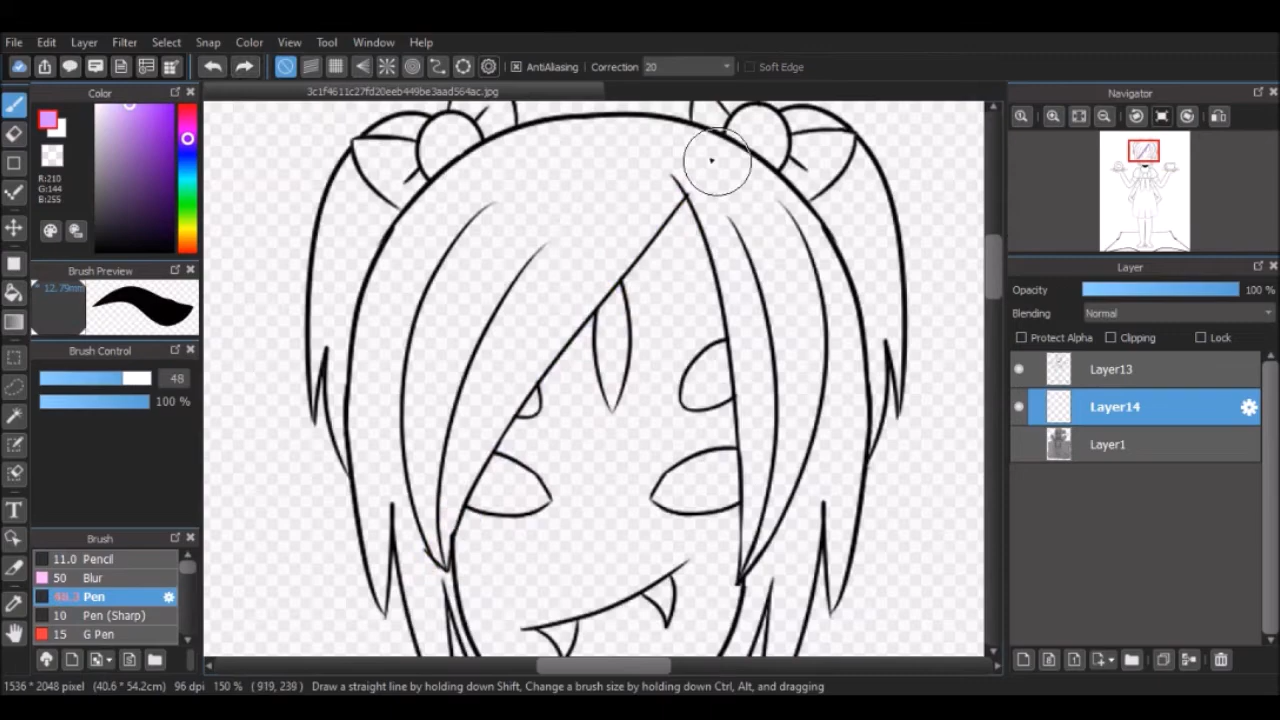 File Edit Layer Filter Select Snap Color View Tool Window Help
AntiAliasing Correction 20 Soft Edge
3c1f4611c27fd20eeb449be3aad564ac.jpg
Color
R:210
G:144
B:255
Brush Preview
12.79mm
Brush Control
48
100 %
Brush
11.0 Pencil
50 Blur
48.3 Pen
10 Pen (Sharp)
15 G Pen
Navigator
Layer
Opacity 100 %
Blending Normal
Protect Alpha Clipping Lock
Layer13
Layer14
Layer1
1536 * 2048 pixel (40.6 * 54.2cm) 96 dpi 150 % ( 919, 239 ) Draw a straight line by holding down Shift, Change a brush size by holding down Ctrl, Alt, and dragging